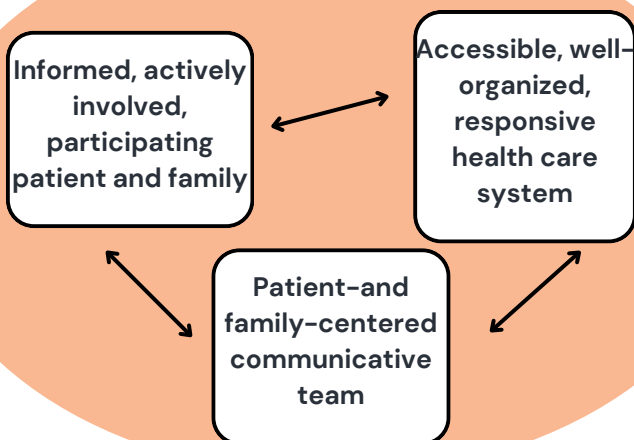 Informed, actively
involved,
participating
patient and family
Accessible, well-
organized,
responsive
health care
system
Patient-and
family-centered
communicative
team